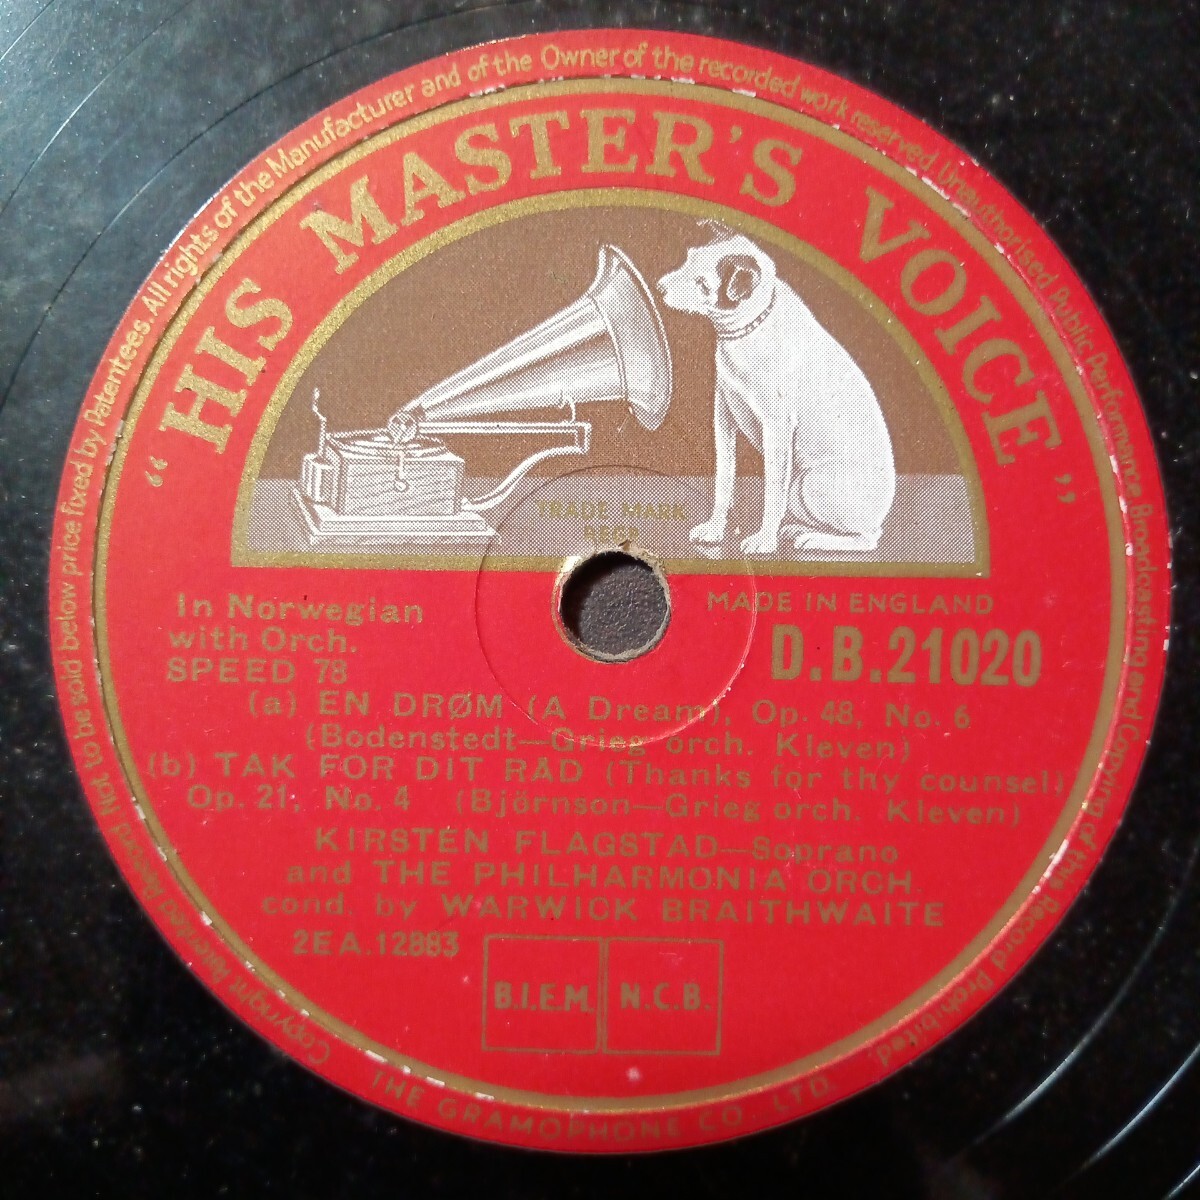 Copyright Patented Record. Not to be sold below price fixed by Patentees. All rights of the Manufacturer and of the Owner of the recorded work reserved. Unauthorised Public Performance Broadcasting and Copying of this Record Prohibited.
"HIS MASTER'S VOICE"
TRADE MARK
REGD
MADE IN ENGLAND
D.B.21020
In Norwegian
with Orch.
SPEED 78
(a) EN DRØM (A Dream), Op. 48, No. 6
(Bodenstedt—Grieg orch. Kleven)
(b) TAK FOR DIT RÅD (Thanks for thy counsel)
Op. 21, No. 4 (Björnson—Grieg orch. Kleven)
KIRSTEN FLAGSTAD—Soprano
and THE PHILHARMONIA ORCH.
cond. by WARWICK BRAITHWAITE
2EA.12883
B.I.E.M. N.C.B.
THE GRAMOPHONE CO., LTD.